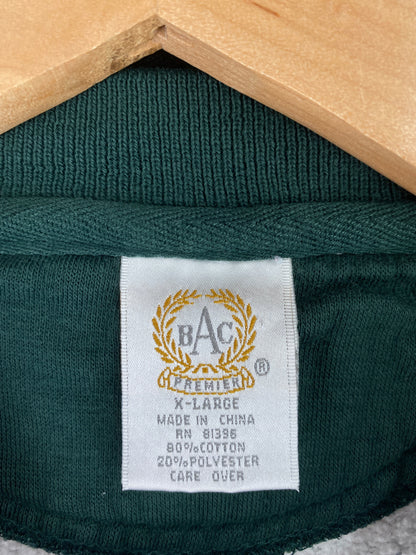 BAC
PREMIER
®
X-LARGE
MADE IN CHINA
RN 81396
80%COTTON
20%POLYESTER
CARE OVER